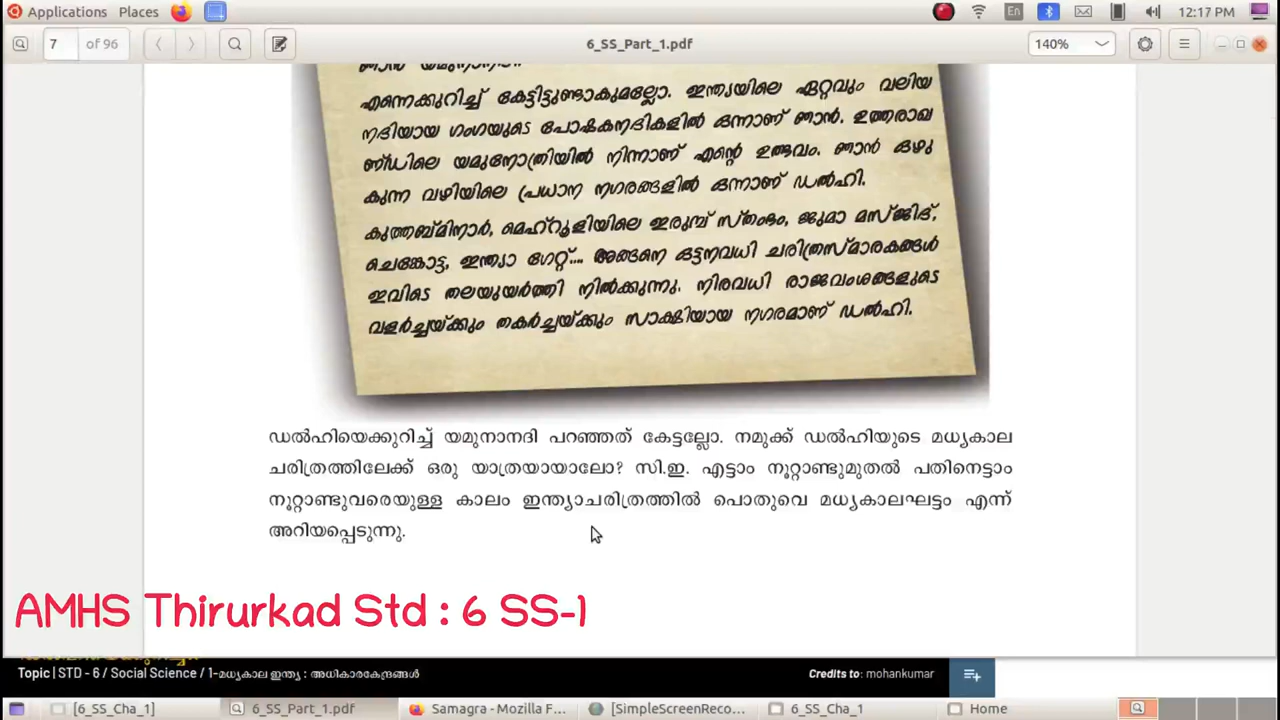 Applications Places En 12:17 PM
7 of 96 6_SS_Part_1.pdf 140%
ഞാൻ യമുനാനദി.
എന്നെക്കുറിച്ച് കേട്ടിട്ടുണ്ടാകുമല്ലോ. ഇന്ത്യയിലെ ഏറ്റവും വലിയ
നദിയായ ഗംഗയുടെ പോഷകനദികളിൽ ഒന്നാണ് ഞാൻ. ഉത്തരാഖ
ണ്ഡിലെ യമുനോത്രിയിൽ നിന്നാണ് എന്റെ ഉത്ഭവം. ഞാൻ ഒഴു
കുന്ന വഴിയിലെ പ്രധാന നഗരങ്ങളിൽ ഒന്നാണ് ഡൽഹി.
കുത്തബ്മിനാർ, മെഹ്റൂളിയിലെ ഇരുമ്പ് സ്തംഭം, ജുമാ മസ്ജിദ്,
ചെങ്കോട്ട, ഇന്ത്യാ ഗേറ്റ്.... അങ്ങനെ ഒട്ടനവധി ചരിത്രസ്മാരകങ്ങൾ
ഇവിടെ തലയുയർത്തി നിൽക്കുന്നു. നിരവധി രാജവംശങ്ങളുടെ
വളർച്ചയ്ക്കും തകർച്ചയ്ക്കും സാക്ഷിയായ നഗരമാണ് ഡൽഹി.
ഡൽഹിയെക്കുറിച്ച് യമുനാനദി പറഞ്ഞത് കേട്ടല്ലോ. നമുക്ക് ഡൽഹിയുടെ മധ്യകാല
ചരിത്രത്തിലേക്ക് ഒരു യാത്രയായാലോ? സി.ഇ. എട്ടാം നൂറ്റാണ്ടുമുതൽ പതിനെട്ടാം
നൂറ്റാണ്ടുവരെയുള്ള കാലം ഇന്ത്യാചരിത്രത്തിൽ പൊതുവെ മധ്യകാലഘട്ടം എന്ന്
അറിയപ്പെടുന്നു.
AMHS Thirurkad Std : 6 SS-1
Topic | STD - 6 / Social Science / 1-മധ്യകാല ഇന്ത്യ : അധികാരകേന്ദ്രങ്ങൾ Credits to: mohankumar
[6_SS_Cha_1] 6_SS_Part_1.pdf Samagra - Mozilla F... [SimpleScreenReco... 6_SS_Cha_1 Home